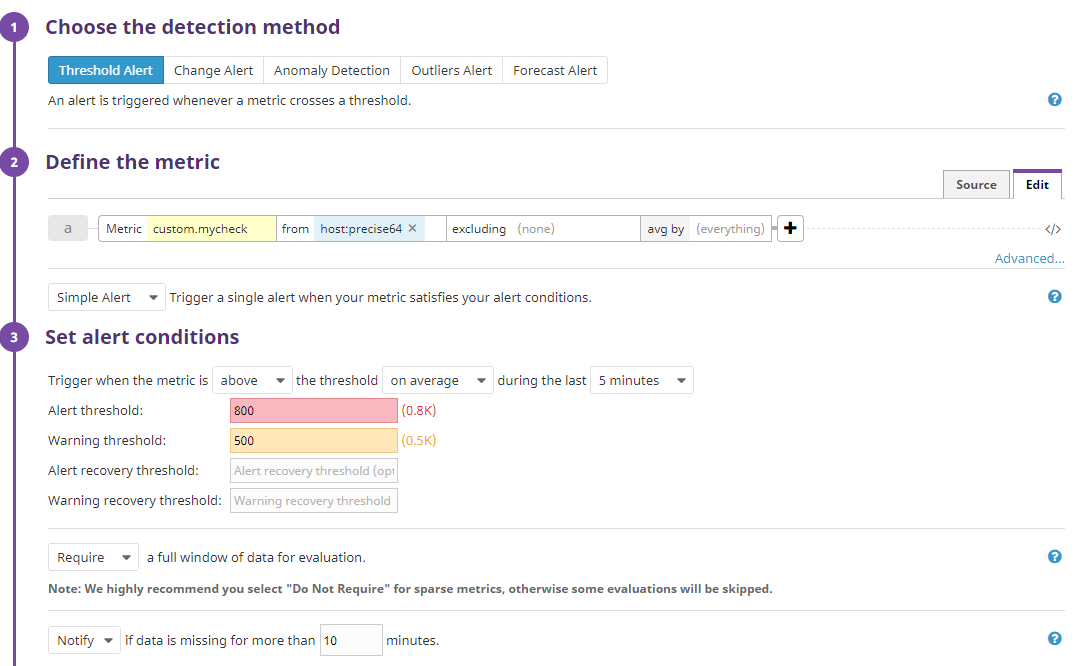 1 Choose the detection method
Threshold Alert Change Alert Anomaly Detection Outliers Alert Forecast Alert
An alert is triggered whenever a metric crosses a threshold. ?
2 Define the metric
Source Edit
a Metric custom.mycheck from host:precise64 × excluding (none) avg by (everything) + </>
Advanced...
Simple Alert Trigger a single alert when your metric satisfies your alert conditions. ?
3 Set alert conditions
Trigger when the metric is above the threshold on average during the last 5 minutes
Alert threshold: 800 (0.8K)
Warning threshold: 500 (0.5K)
Alert recovery threshold: Alert recovery threshold (opt
Warning recovery threshold: Warning recovery threshold
Require a full window of data for evaluation. ?
Note: We highly recommend you select "Do Not Require" for sparse metrics, otherwise some evaluations will be skipped.
Notify if data is missing for more than 10 minutes. ?